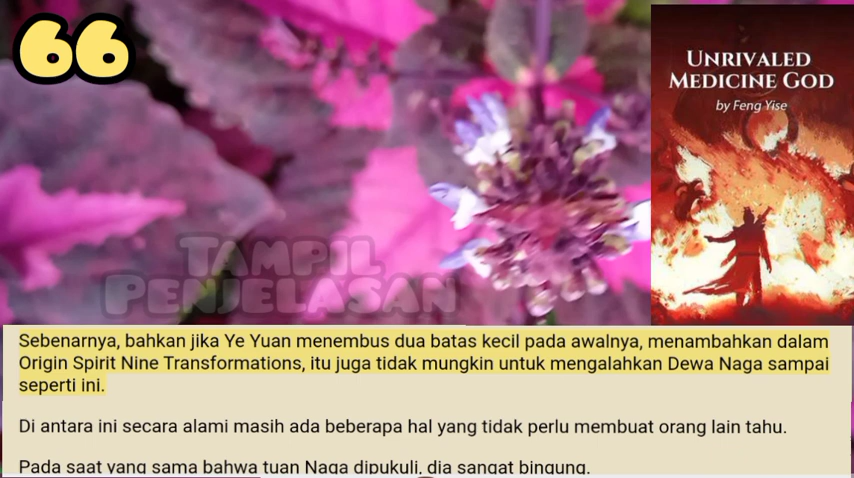 66
UNRIVALED
MEDICINE GOD
by Feng Yise
TAMPIL
PENJELASAN
Sebenarnya, bahkan jika Ye Yuan menembus dua batas kecil pada awalnya, menambahkan dalam
Origin Spirit Nine Transformations, itu juga tidak mungkin untuk mengalahkan Dewa Naga sampai
seperti ini.
Di antara ini secara alami masih ada beberapa hal yang tidak perlu membuat orang lain tahu.
Pada saat yang sama bahwa tuan Naga dipukuli, dia sangat bingung.